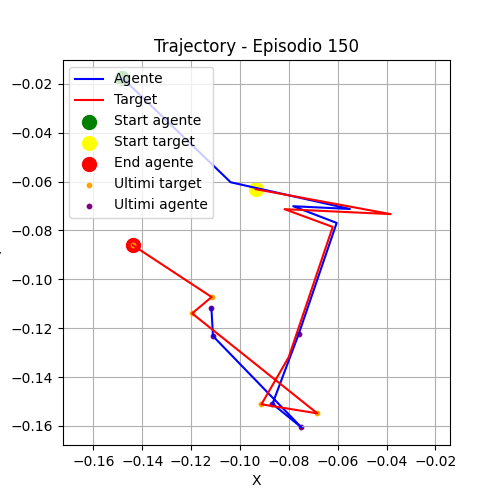 Trajectory - Episodio 150
Agente
Target
Start agente
Start target
End agente
Ultimi target
Ultimi agente
−0.02
−0.04
−0.06
−0.08
−0.10
−0.12
−0.14
−0.16
−0.16 −0.14 −0.12 −0.10 −0.08 −0.06 −0.04 −0.02
X